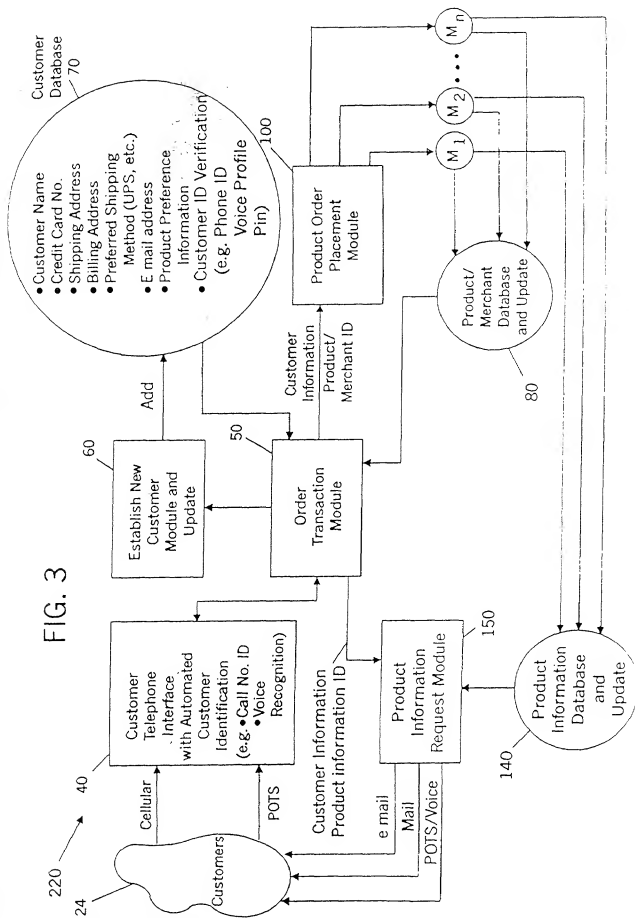 FIG. 3
220
24
Customers
Cellular
POTS
40
Customer
Telephone
Interface
with Automated
Customer
Identification
(e.g. •Call No. ID
•Voice
Recognition)
60
Establish New
Customer
Module and
Update
Add
Customer
Database
70
• Customer Name
• Credit Card No.
• Shipping Address
• Billing Address
• Preferred Shipping
Method (UPS, etc.)
• E mail address
• Product Preference
Information
• Customer ID Verification
(e.g. Phone ID
Voice Profile
Pin)
50
Order
Transaction
Module
Customer
Information
Product/
Merchant ID
100
Product Order
Placement
Module
M1
M2
Mn
Product/
Merchant
Database
and Update
80
Customer Information
Product information ID
e mail
Mail
POTS/Voice
Product
Information
Request Module
150
Product
Information
Database
and
Update
140